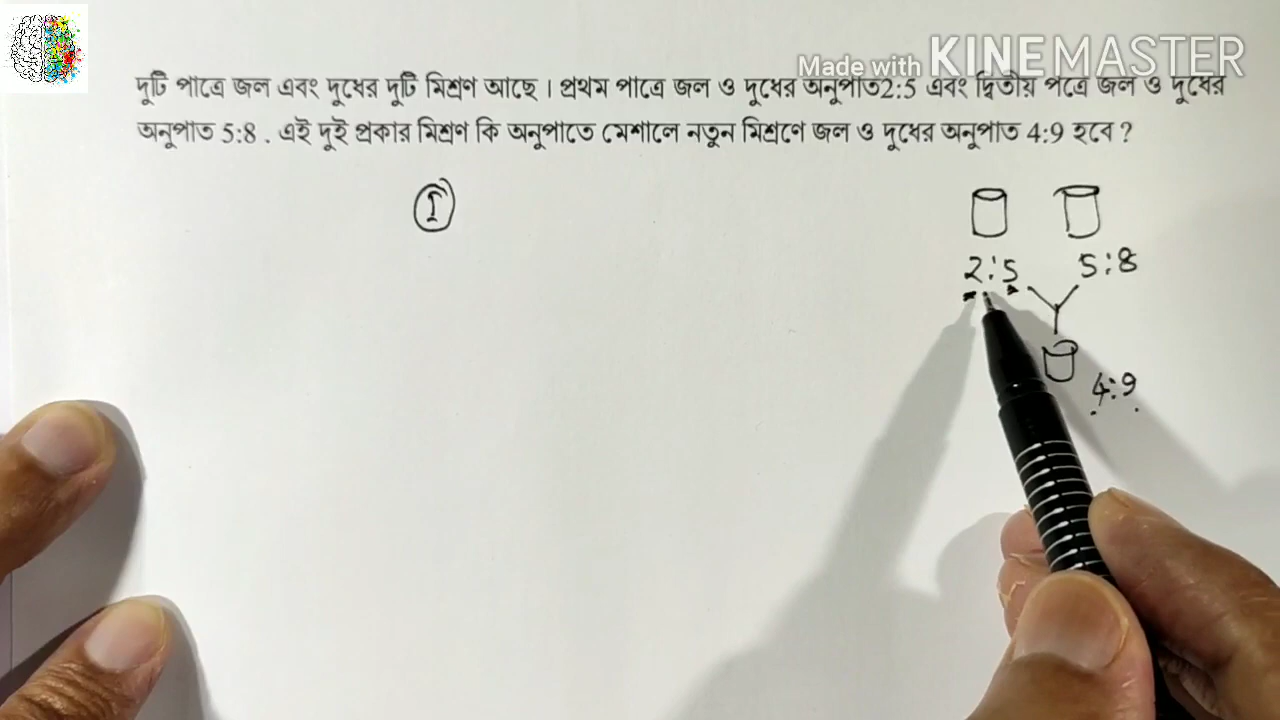 Made with KINEMASTER
দুটি পাত্রে জল এবং দুধের দুটি মিশ্রণ আছে । প্রথম পাত্রে জল ও দুধের অনুপাত2:5 এবং দ্বিতীয় পত্রে জল ও দুধের
অনুপাত 5:8 . এই দুই প্রকার মিশ্রণ কি অনুপাতে মেশালে নতুন মিশ্রণে জল ও দুধের অনুপাত 4:9 হবে ?
I
2:5 5:8
4:9